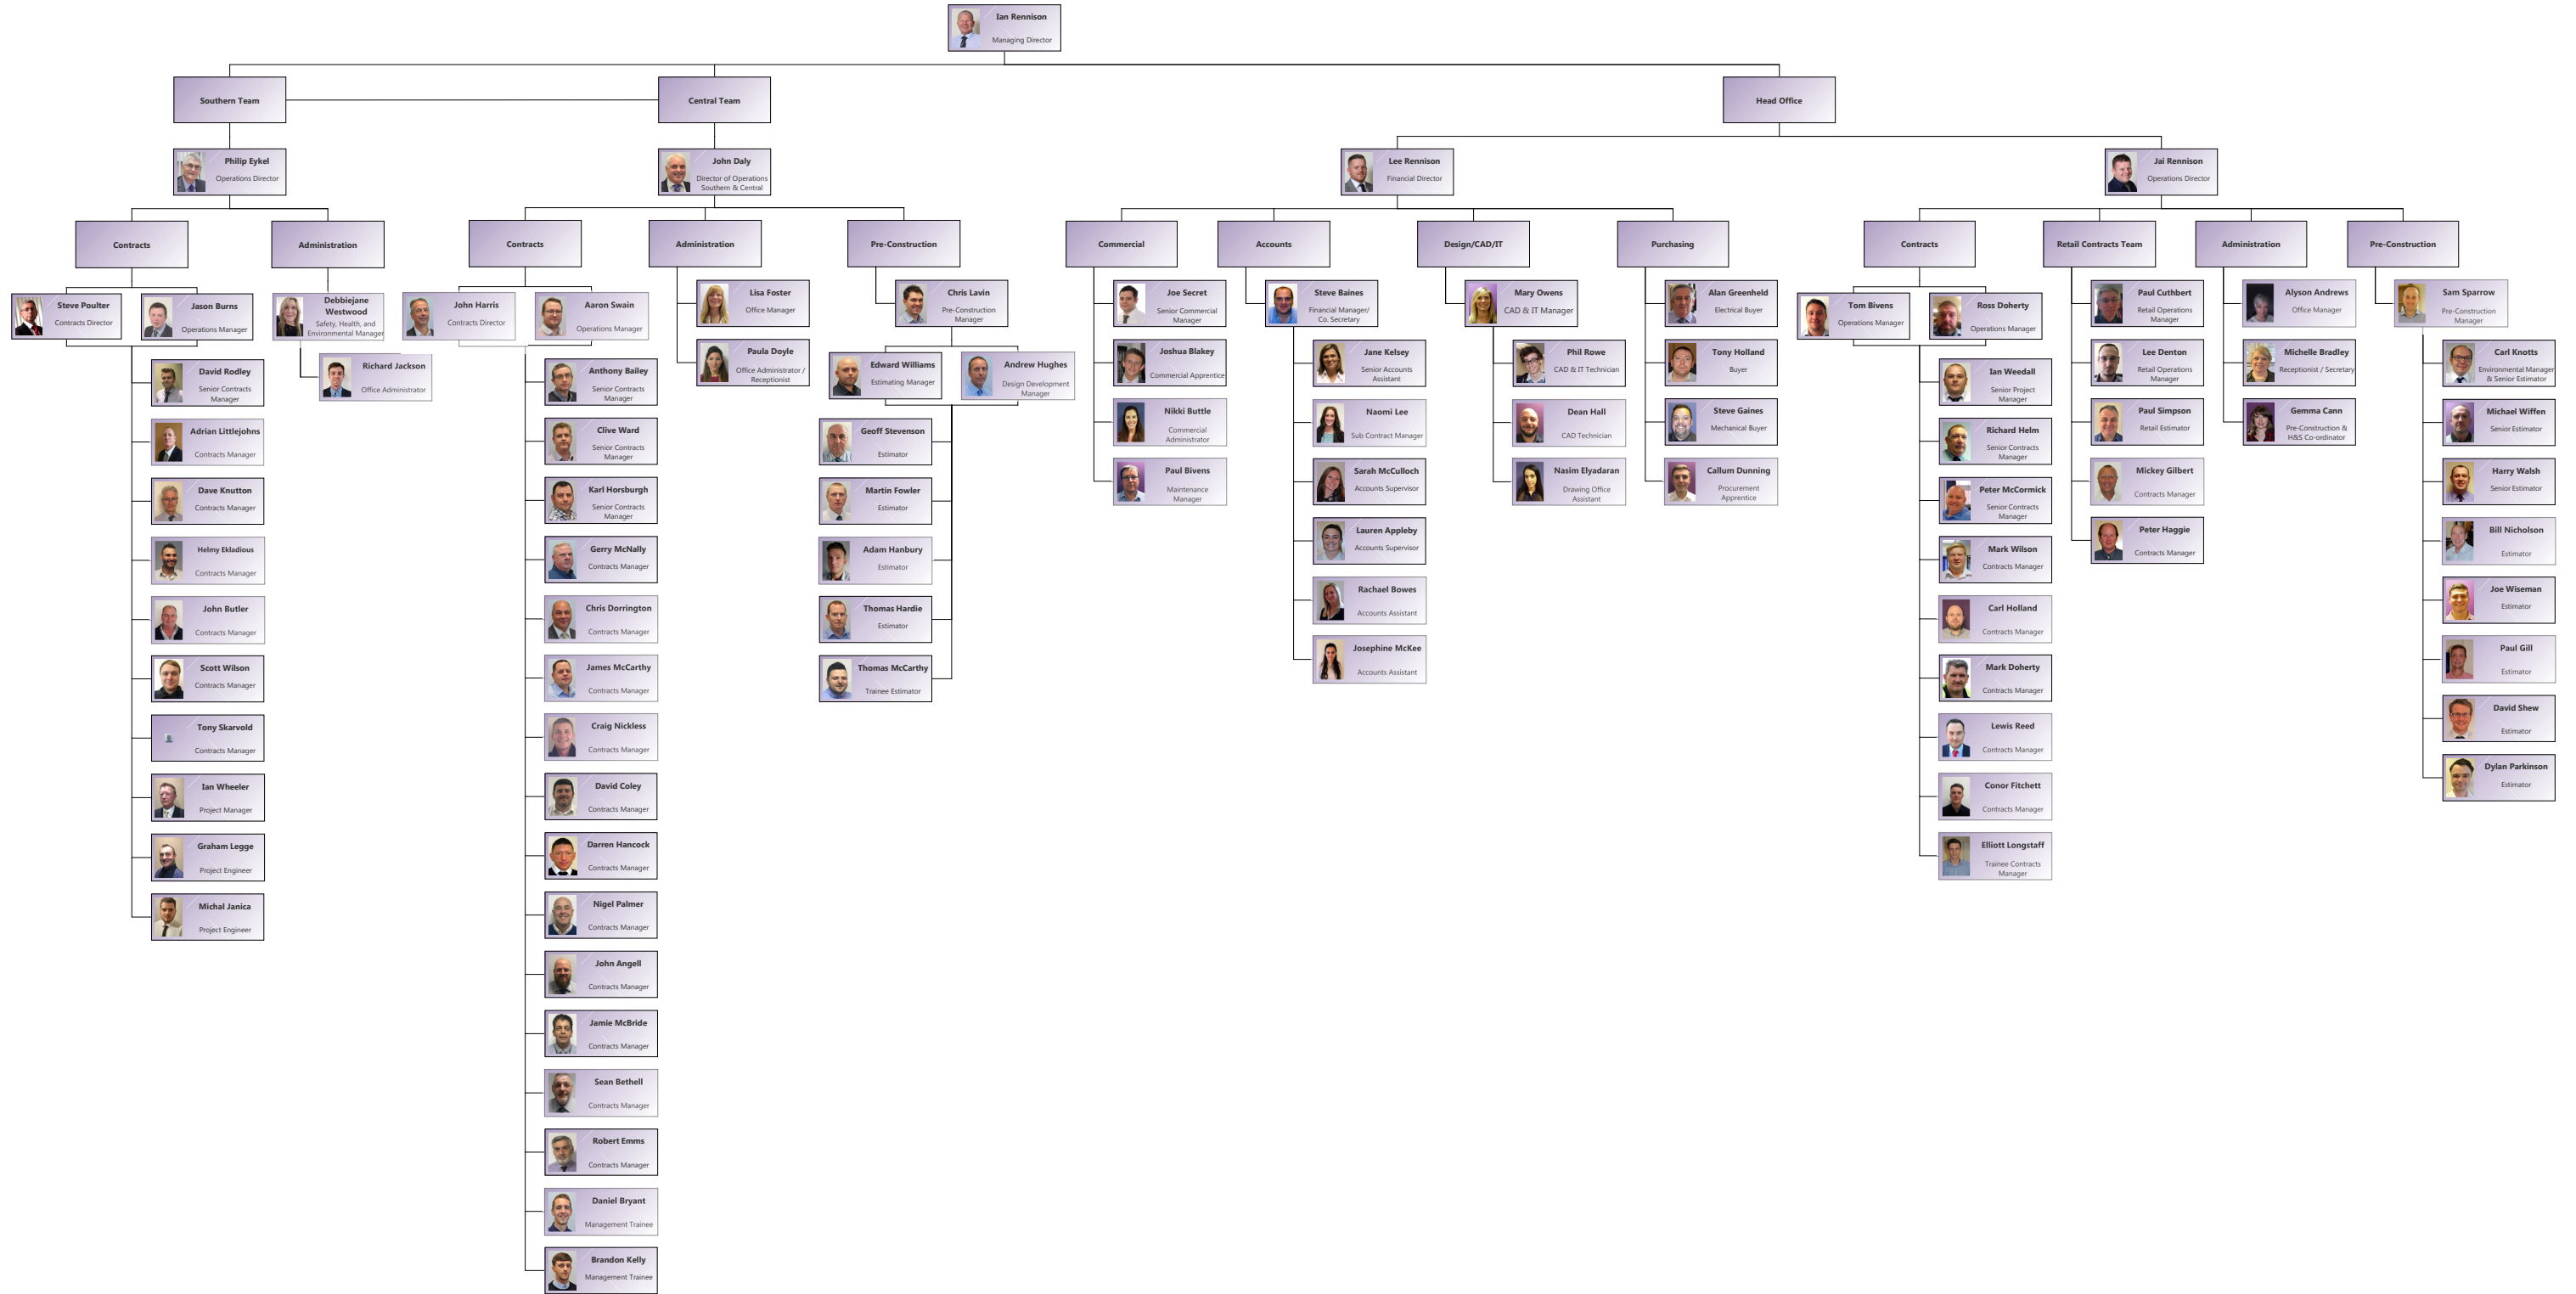 Ian Rennison
Managing Director
Southern Team
Central Team
Head Office
Philip Eykel
Operations Director
John Daly
Director of Operations
Southern & Central
Lee Rennison
Financial Director
Jai Rennison
Operations Director
Contracts
Administration
Contracts
Administration
Pre-Construction
Commercial
Accounts
Design/CAD/IT
Purchasing
Contracts
Retail Contracts Team
Administration
Pre-Construction
Steve Poulter
Contracts Director
Jason Burns
Operations Manager
David Rodley
Senior Contracts
Manager
Adrian Littlejohns
Contracts Manager
Dave Knutton
Contracts Manager
Helmy Ekladious
Contracts Manager
John Butler
Contracts Manager
Scott Wilson
Contracts Manager
Tony Skarvold
Contracts Manager
Ian Wheeler
Project Manager
Graham Legge
Project Engineer
Michal Janica
Project Engineer
Debbiejane
Westwood
Safety, Health, and
Environmental Manager
Richard Jackson
Office Administrator
John Harris
Contracts Director
Aaron Swain
Operations Manager
Anthony Bailey
Senior Contracts
Manager
Clive Ward
Senior Contracts
Manager
Karl Horsburgh
Senior Contracts
Manager
Gerry McNally
Contracts Manager
Chris Dorrington
Contracts Manager
James McCarthy
Contracts Manager
Craig Nickless
Contracts Manager
David Coley
Contracts Manager
Darren Hancock
Contracts Manager
Nigel Palmer
Contracts Manager
John Angell
Contracts Manager
Jamie McBride
Contracts Manager
Sean Bethell
Contracts Manager
Robert Emms
Contracts Manager
Daniel Bryant
Management Trainee
Brandon Kelly
Management Trainee
Lisa Foster
Office Manager
Paula Doyle
Office Administrator /
Receptionist
Chris Lavin
Pre-Construction
Manager
Edward Williams
Estimating Manager
Andrew Hughes
Design Development
Manager
Geoff Stevenson
Estimator
Martin Fowler
Estimator
Adam Hanbury
Estimator
Thomas Hardie
Estimator
Thomas McCarthy
Trainee Estimator
Joe Secret
Senior Commercial
Manager
Joshua Blakey
Commercial Apprentice
Nikki Buttle
Commercial
Administrator
Paul Bivens
Maintenance
Manager
Steve Baines
Financial Manager/
Co. Secretary
Jane Kelsey
Senior Accounts
Assistant
Naomi Lee
Sub Contract Manager
Sarah McCulloch
Accounts Supervisor
Lauren Appleby
Accounts Supervisor
Rachael Bowes
Accounts Assistant
Josephine McKee
Accounts Assistant
Mary Owens
CAD & IT Manager
Phil Rowe
CAD & IT Technician
Dean Hall
CAD Technician
Nasim Elyadaran
Drawing Office
Assistant
Alan Greenheld
Electrical Buyer
Tony Holland
Buyer
Steve Gaines
Mechanical Buyer
Callum Dunning
Procurement
Apprentice
Tom Bivens
Operations Manager
Ross Doherty
Operations Manager
Ian Weedall
Senior Project
Manager
Richard Helm
Senior Contracts
Manager
Peter McCormick
Senior Contracts
Manager
Mark Wilson
Contracts Manager
Carl Holland
Contracts Manager
Mark Doherty
Contracts Manager
Lewis Reed
Contracts Manager
Conor Fitchett
Contracts Manager
Elliott Longstaff
Trainee Contracts
Manager
Paul Cuthbert
Retail Operations
Manager
Lee Denton
Retail Operations
Manager
Paul Simpson
Retail Estimator
Mickey Gilbert
Contracts Manager
Peter Haggie
Contracts Manager
Alyson Andrews
Office Manager
Michelle Bradley
Receptionist / Secretary
Gemma Cann
Pre-Construction &
H&S Co-ordinator
Sam Sparrow
Pre-Construction
Manager
Carl Knotts
Environmental Manager
& Senior Estimator
Michael Wiffen
Senior Estimator
Harry Walsh
Senior Estimator
Bill Nicholson
Estimator
Joe Wiseman
Estimator
Paul Gill
Estimator
David Shew
Estimator
Dylan Parkinson
Estimator